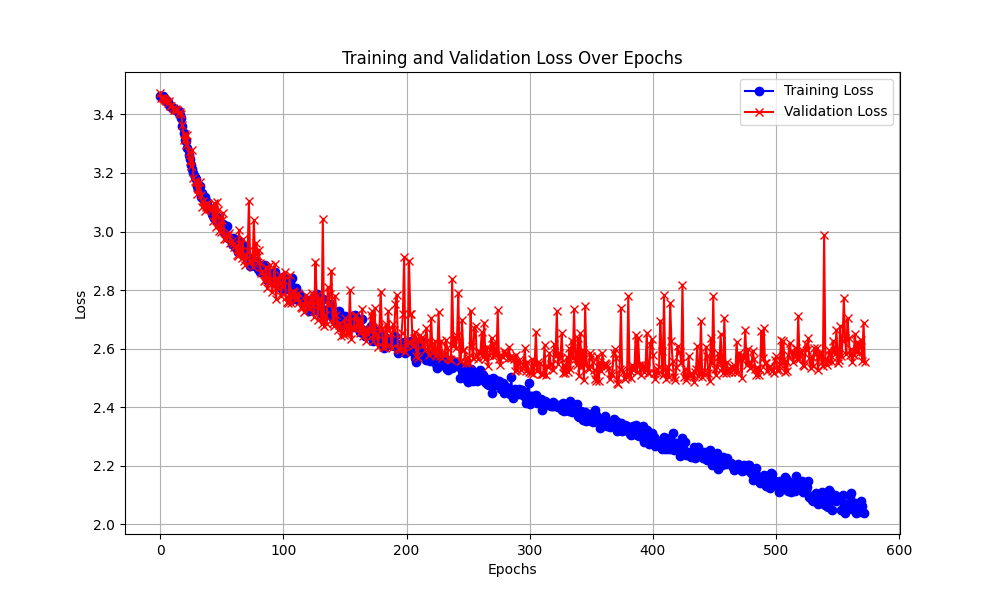 Training and Validation Loss Over Epochs
Training Loss
Validation Loss
Loss
3.4
3.2
3.0
2.8
2.6
2.4
2.2
2.0
0 100 200 300 400 500 600
Epochs